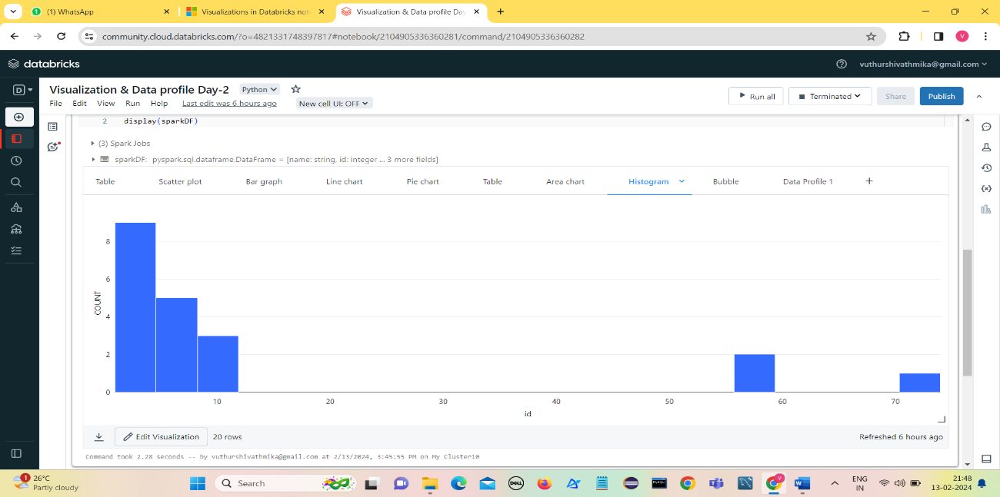 (1) WhatsApp
Visualizations in Databricks not
Visualization & Data profile Day
community.cloud.databricks.com/?o=4821331748397817#notebook/2104905336360281/command/2104905336360282
V
databricks
vuthurshivathmika@gmail.com
D
Visualization & Data profile Day-2 Python
File Edit View Run Help Last edit was 6 hours ago New cell UI: OFF
Run all Terminated Share Publish
2 display(sparkDF)
(3) Spark Jobs
sparkDF: pyspark.sql.dataframe.DataFrame = [name: string, id: integer ... 3 more fields]
Table Scatter plot Bar graph Line chart Pie chart Table Area chart Histogram Bubble Data Profile 1 +
8
6
COUNT
4
2
0
10 20 30 40 50 60 70
id
Edit Visualization 20 rows Refreshed 6 hours ago
Command took 2.28 seconds -- by vuthurshivathmika@gmail.com at 2/13/2024, 3:45:55 PM on My Cluster10
1
26°C
Partly cloudy
Search
DELL
MySQL
V
W
ENG
IN
21:48
13-02-2024